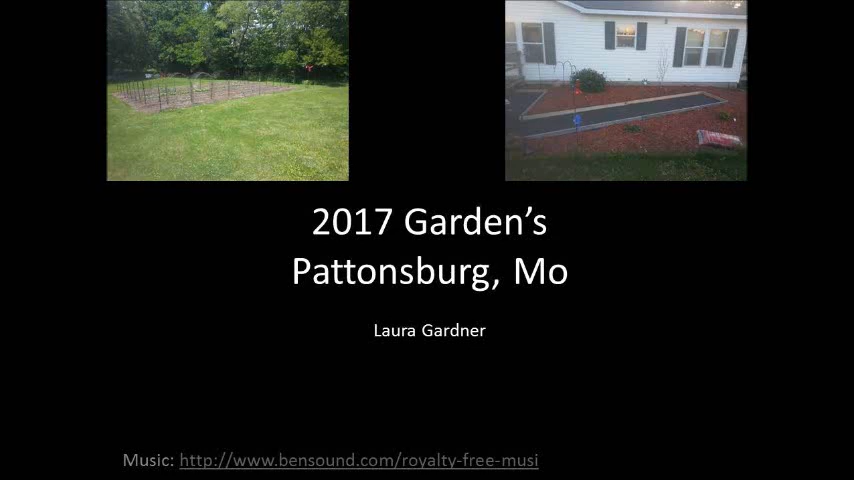 2017 Garden’s
Pattonsburg, Mo
Laura Gardner
Music: http://www.bensound.com/royalty-free-musi